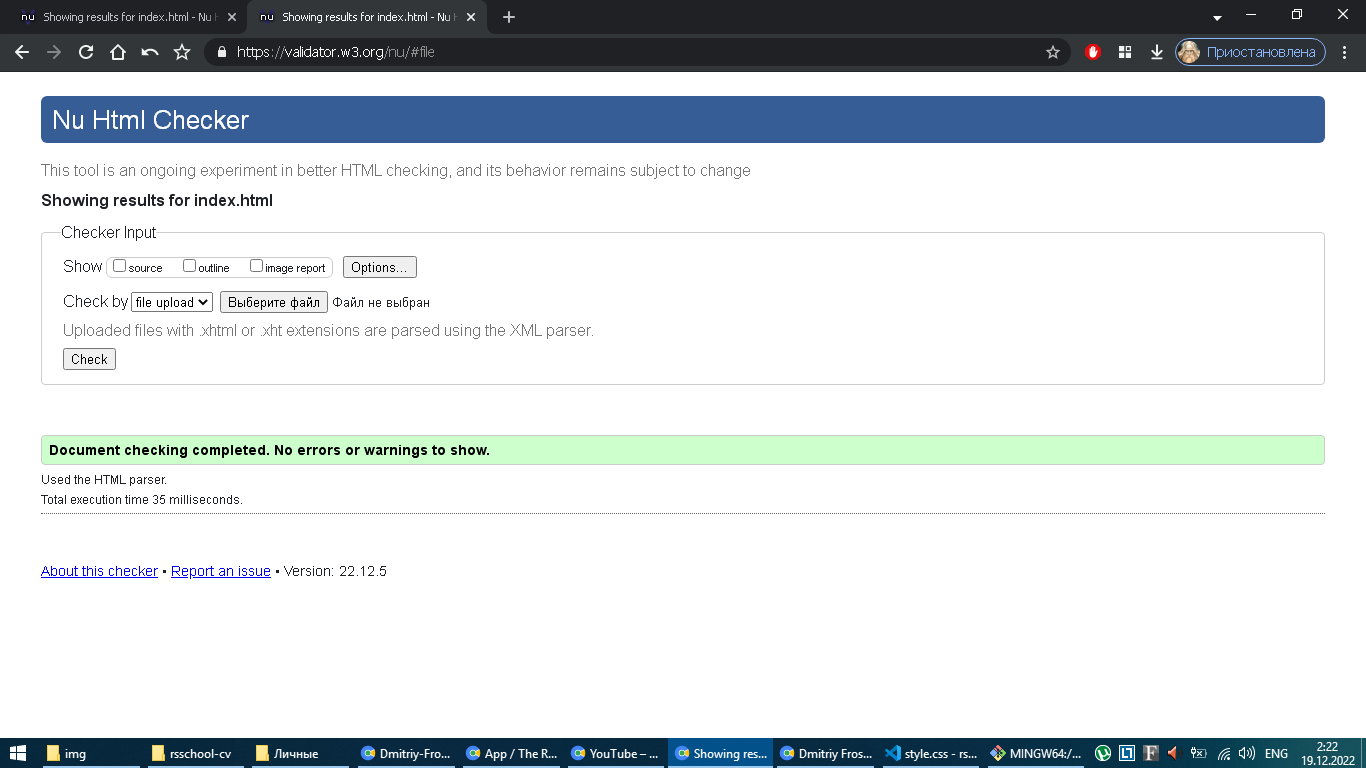 Showing results for index.html - Nu H
Showing results for index.html - Nu H
https://validator.w3.org/nu/#file
Приостановлена
Nu Html Checker
This tool is an ongoing experiment in better HTML checking, and its behavior remains subject to change
Showing results for index.html
Checker Input
Show source outline image report Options...
Check by file upload Выберите файл Файл не выбран
Uploaded files with .xhtml or .xht extensions are parsed using the XML parser.
Check
Document checking completed. No errors or warnings to show.
Used the HTML parser.
Total execution time 35 milliseconds.
About this checker • Report an issue • Version: 22.12.5
img rsschool-cv Личные Dmitriy-Fro... App / The R... YouTube – ... Showing res... Dmitriy Fros... style.css - rs... MINGW64:/... ENG 2:22
19.12.2022